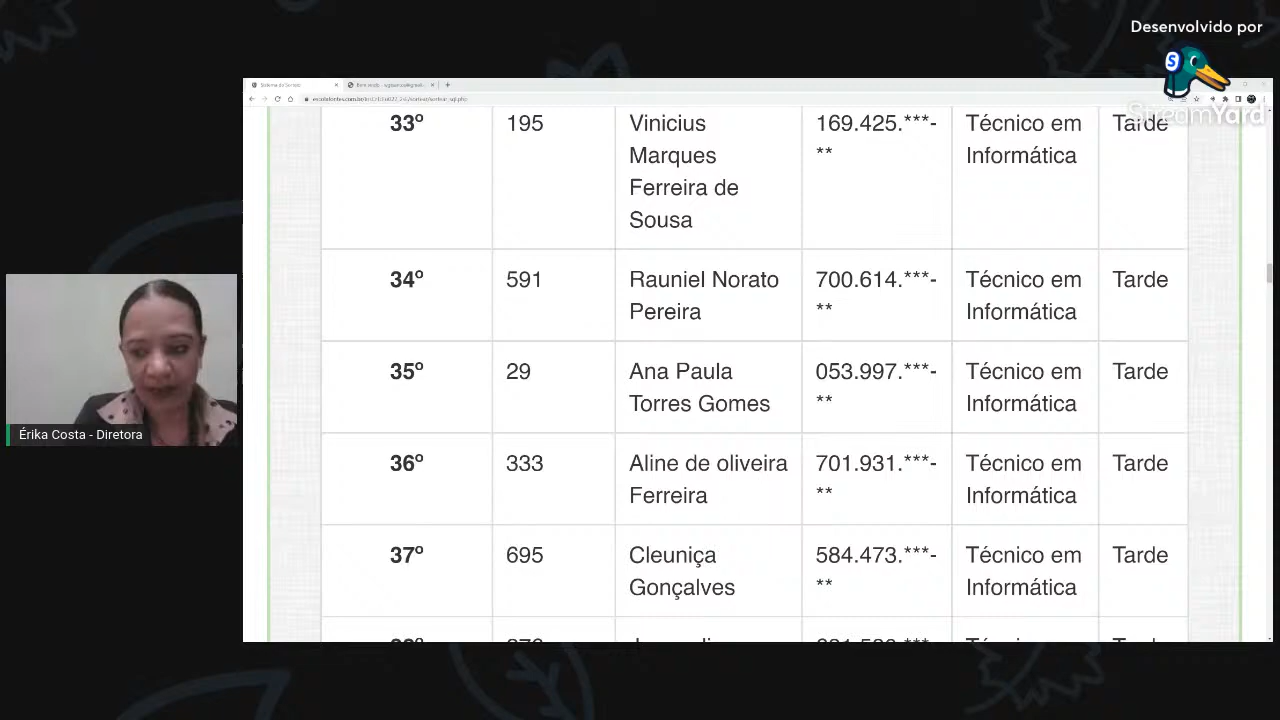 Desenvolvido por
S
StreamYard
33º 195 Vinicius Marques Ferreira de Sousa 169.425.***-** Técnico em Informática Tarde
34º 591 Rauniel Norato Pereira 700.614.***-** Técnico em Informática Tarde
35º 29 Ana Paula Torres Gomes 053.997.***-** Técnico em Informática Tarde
36º 333 Aline de oliveira Ferreira 701.931.***-** Técnico em Informática Tarde
37º 695 Cleuniça Gonçalves 584.473.***-** Técnico em Informática Tarde
Érika Costa - Diretora